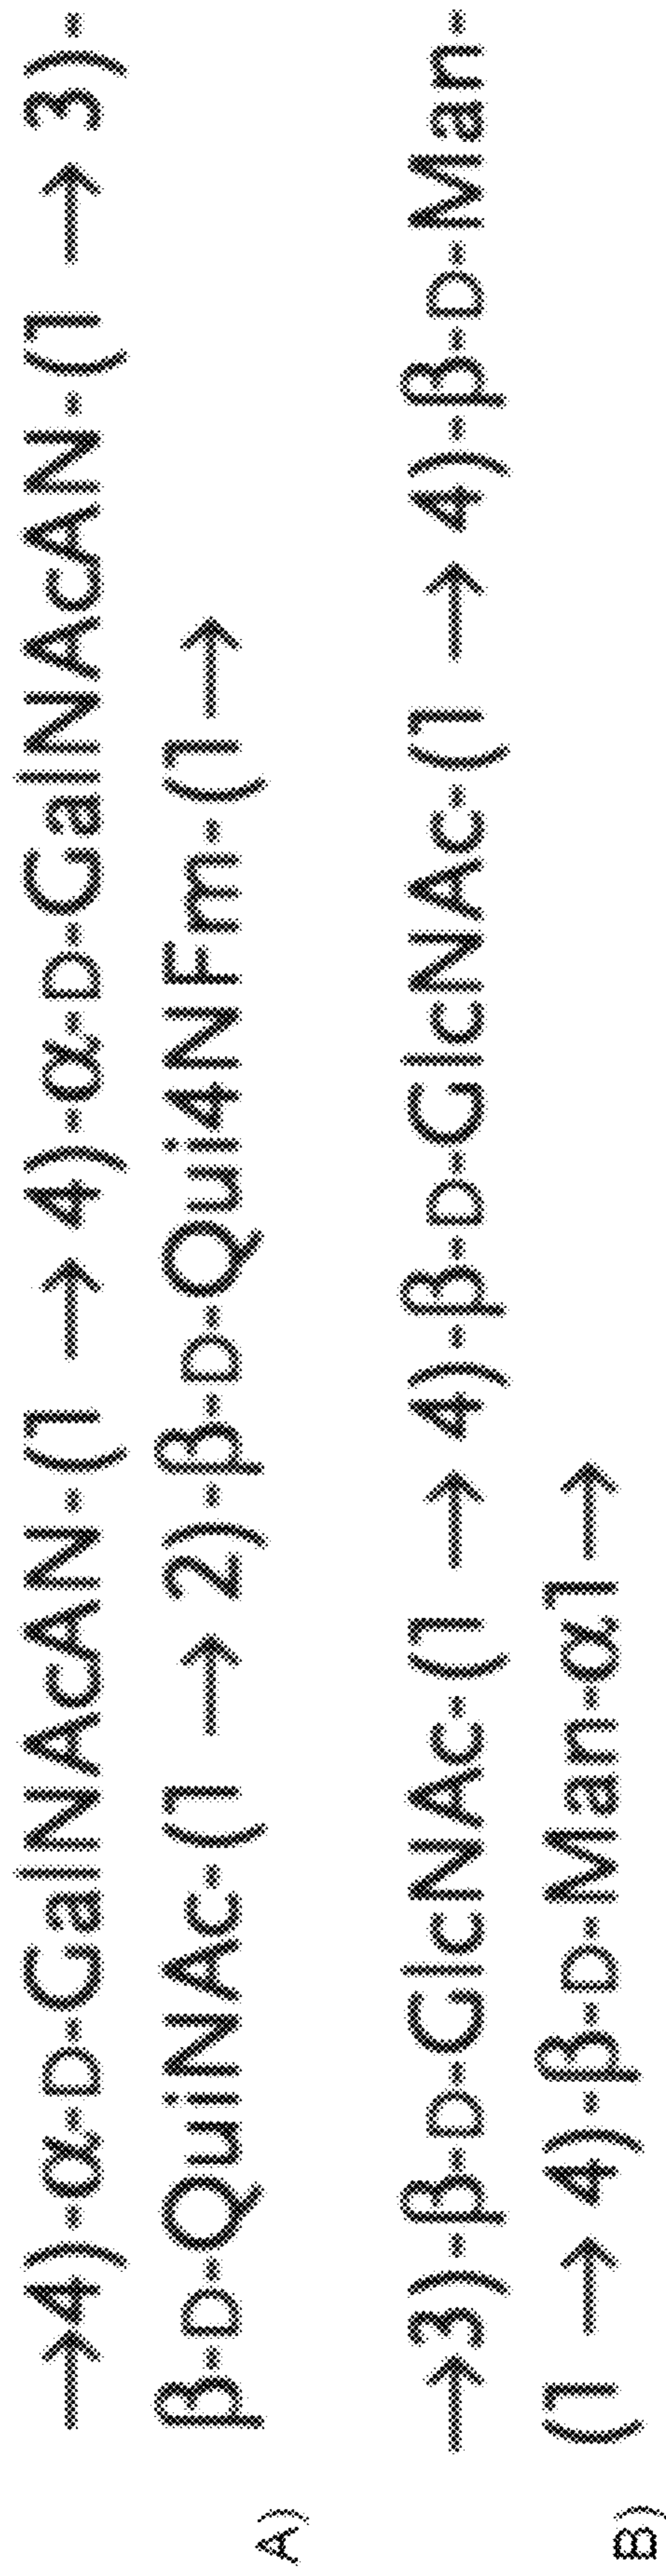 →4)-α-D-GalNAcAN-(1 → 4)-α-D-GalNAcAN-(1 → 3)-
β-D-QuiNAc-(1 → 2)-β-D-Qui4NFm-(1 →
A)
→3)-β-D-GlcNAc-(1 → 4)-β-D-GlcNAc-(1 → 4)-β-D-Man-
(1 → 4)-β-D-Man-α1→
B)